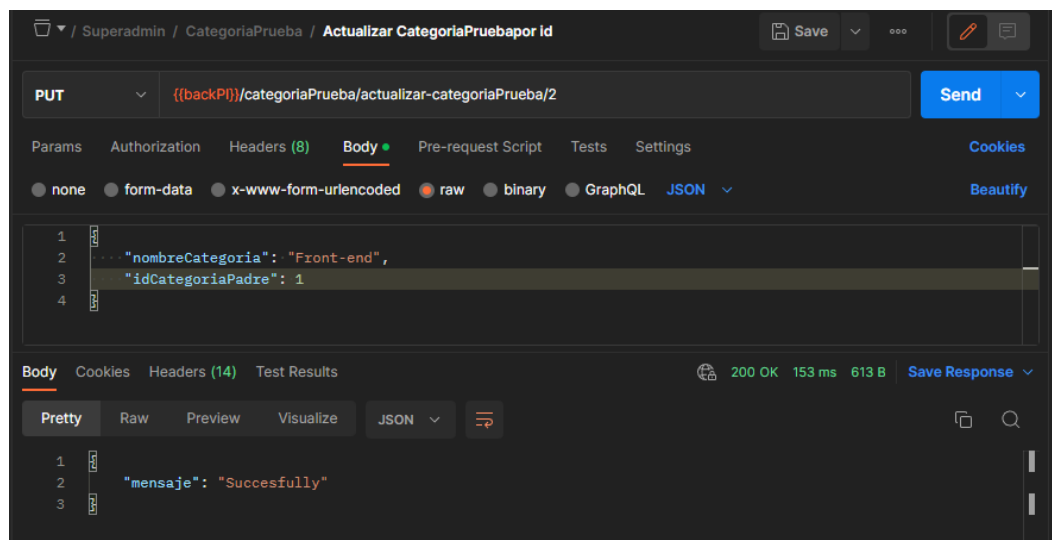 / Superadmin / CategoriaPrueba / Actualizar CategoriaPruebapor id Save
PUT {{backPI}}/categoriaPrueba/actualizar-categoriaPrueba/2 Send
Params Authorization Headers (8) Body Pre-request Script Tests Settings Cookies
none form-data x-www-form-urlencoded raw binary GraphQL JSON Beautify
1 {
2 "nombreCategoria": "Front-end",
3 "idCategoriaPadre": 1
4 }
Body Cookies Headers (14) Test Results 200 OK 153 ms 613 B Save Response
Pretty Raw Preview Visualize JSON
1 {
2 "mensaje": "Succesfully"
3 }